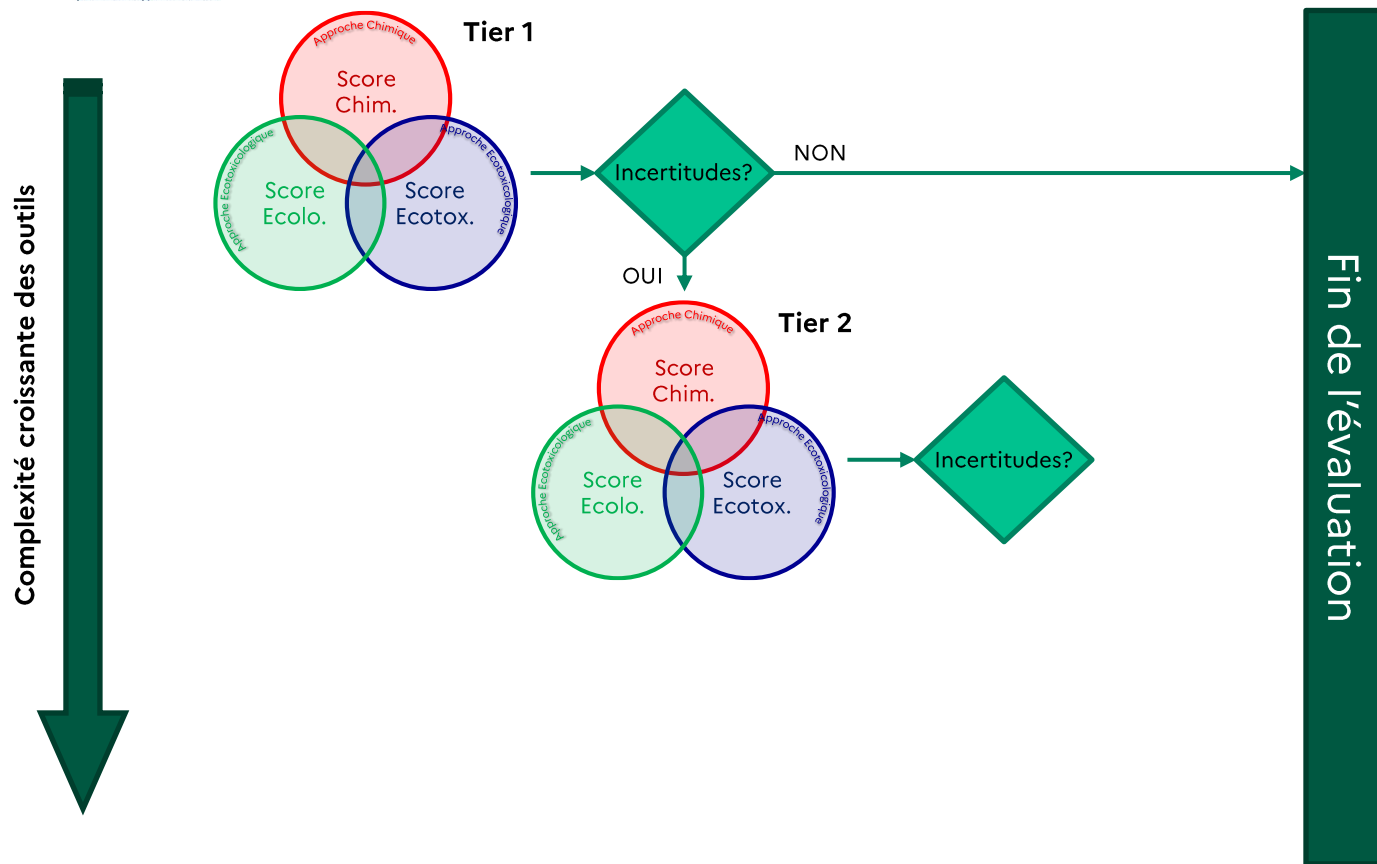 Complexité croissante des outils
Tier 1
Approche Chimique
Score
Chim.
Approche Ecotoxicologique
Score
Ecolo.
Approche Ecotoxicologique
Score
Ecotox.
Incertitudes?
NON
OUI
Tier 2
Approche Chimique
Score
Chim.
Approche Ecotoxicologique
Score
Ecolo.
Approche Ecotoxicologique
Score
Ecotox.
Incertitudes?
Fin de l'évaluation